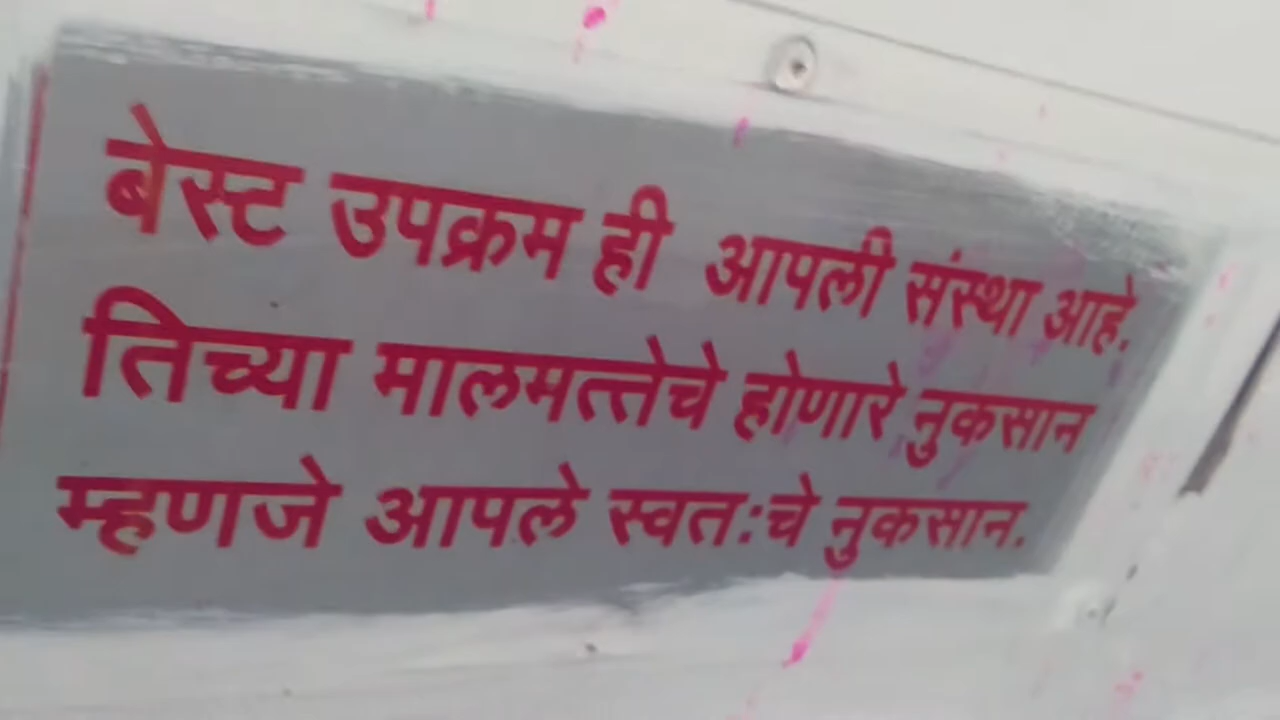 बेस्ट उपक्रम ही आपली संस्था आहे.
तिच्या मालमत्तेचे होणारे नुकसान
म्हणजे आपले स्वतःचे नुकसान.